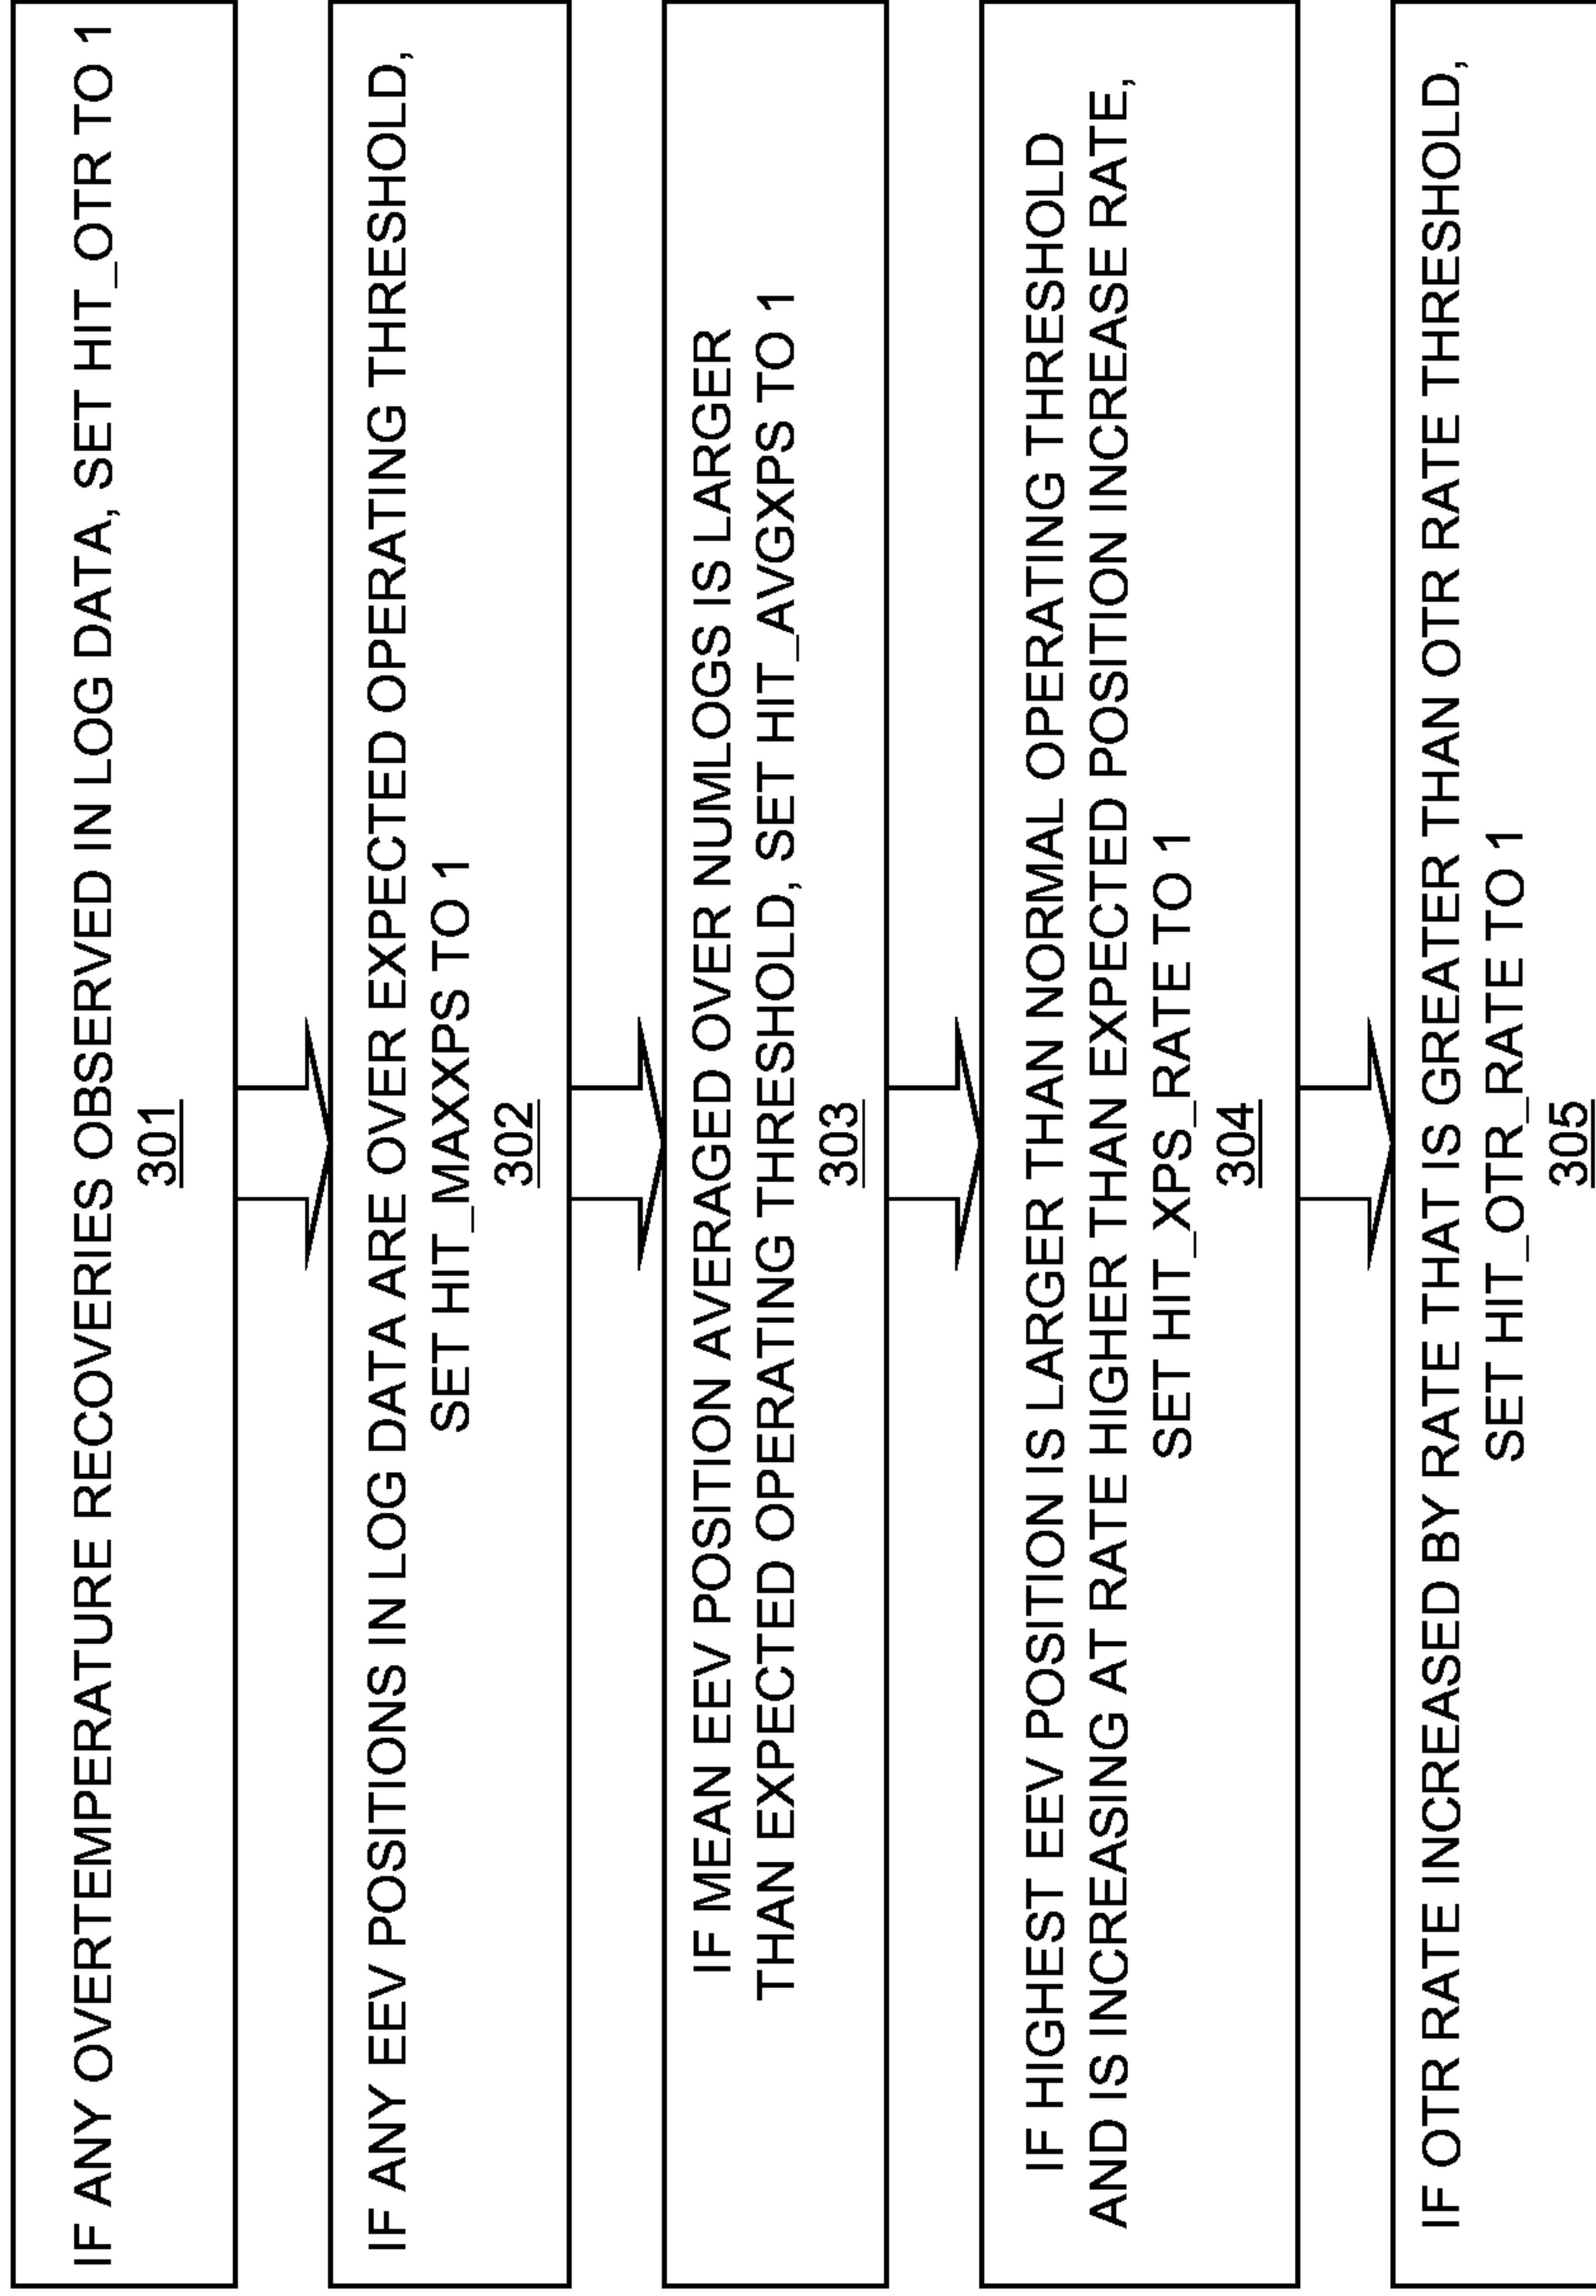 IF ANY OVERTEMPERATURE RECOVERIES OBSERVED IN LOG DATA, SET HIT_OTR TO 1
301
IF ANY EEV POSITIONS IN LOG DATA ARE OVER EXPECTED OPERATING THRESHOLD,
SET HIT_MAXXPS TO 1
302
IF MEAN EEV POSITION AVERAGED OVER NUMLOGS IS LARGER
THAN EXPECTED OPERATING THRESHOLD, SET HIT_AVGXPS TO 1
303
IF HIGHEST EEV POSITION IS LARGER THAN NORMAL OPERATING THRESHOLD
AND IS INCREASING AT RATE HIGHER THAN EXPECTED POSITION INCREASE RATE,
SET HIT_XPS_RATE TO 1
304
IF OTR RATE INCREASED BY RATE THAT IS GREATER THAN OTR RATE THRESHOLD,
SET HIT_OTR_RATE TO 1
305